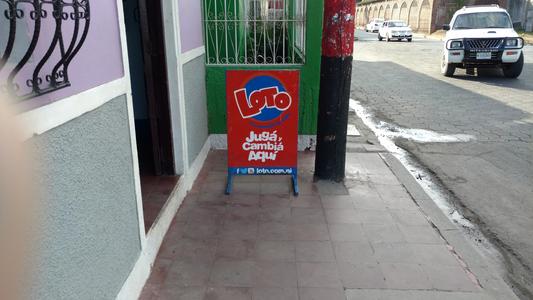 LOTO
Jugá y
Cambiá
Aquí
loto.com.ni